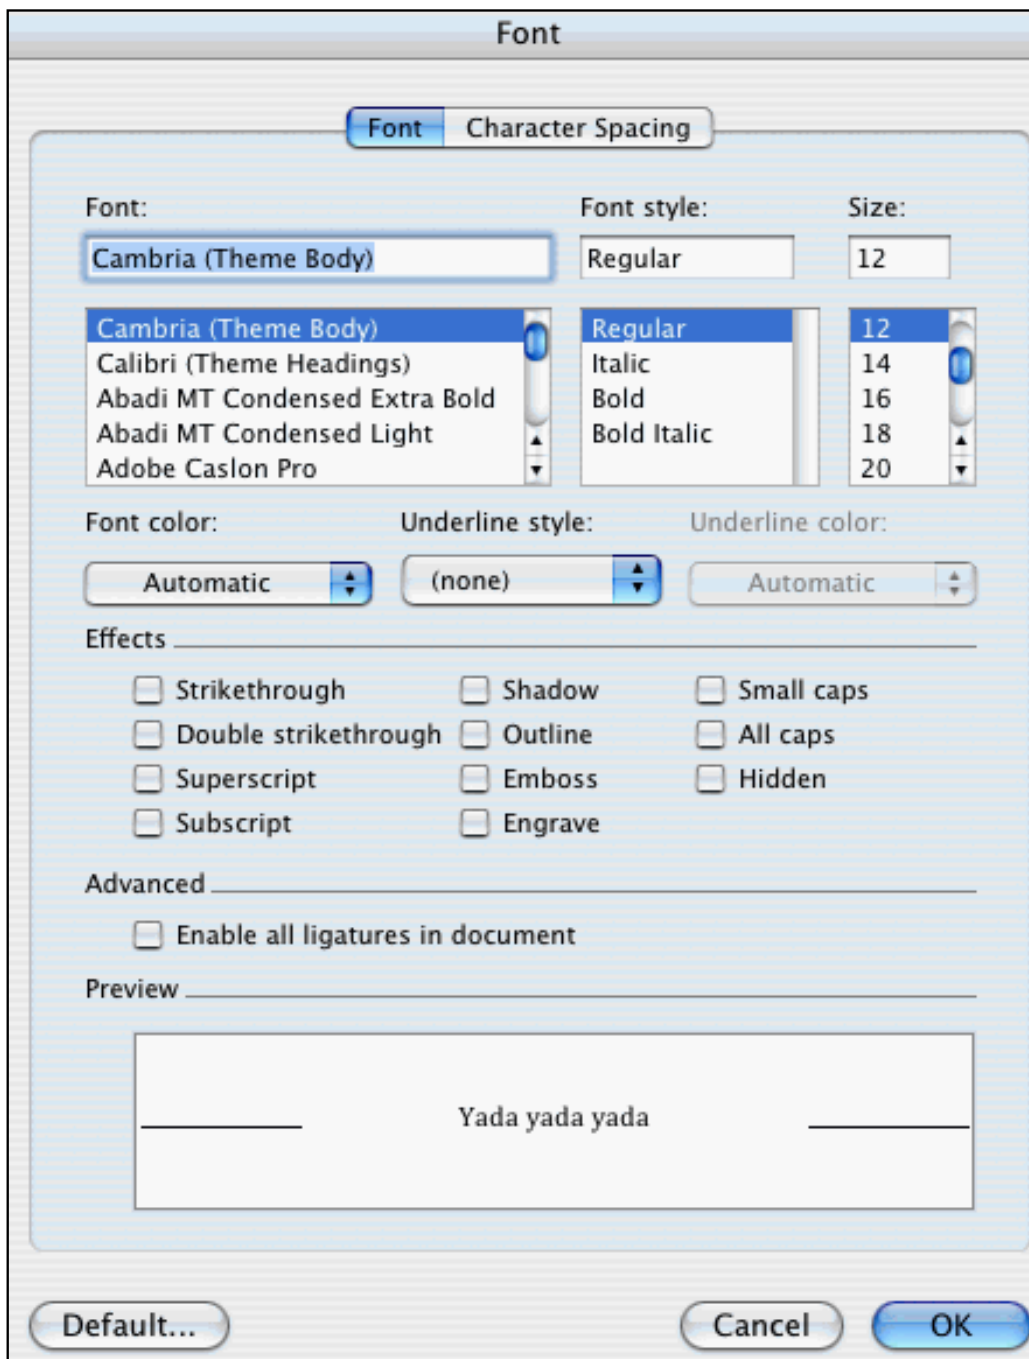 Font
Font Character Spacing
Font: Font style: Size:
Cambria (Theme Body) Regular 12
Cambria (Theme Body) Regular 12
Calibri (Theme Headings) Italic 14
Abadi MT Condensed Extra Bold Bold 16
Abadi MT Condensed Light Bold Italic 18
Adobe Caslon Pro 20
Font color: Underline style: Underline color:
Automatic (none) Automatic
Effects
Strikethrough Shadow Small caps
Double strikethrough Outline All caps
Superscript Emboss Hidden
Subscript Engrave
Advanced
Enable all ligatures in document
Preview
Yada yada yada
Default... Cancel OK